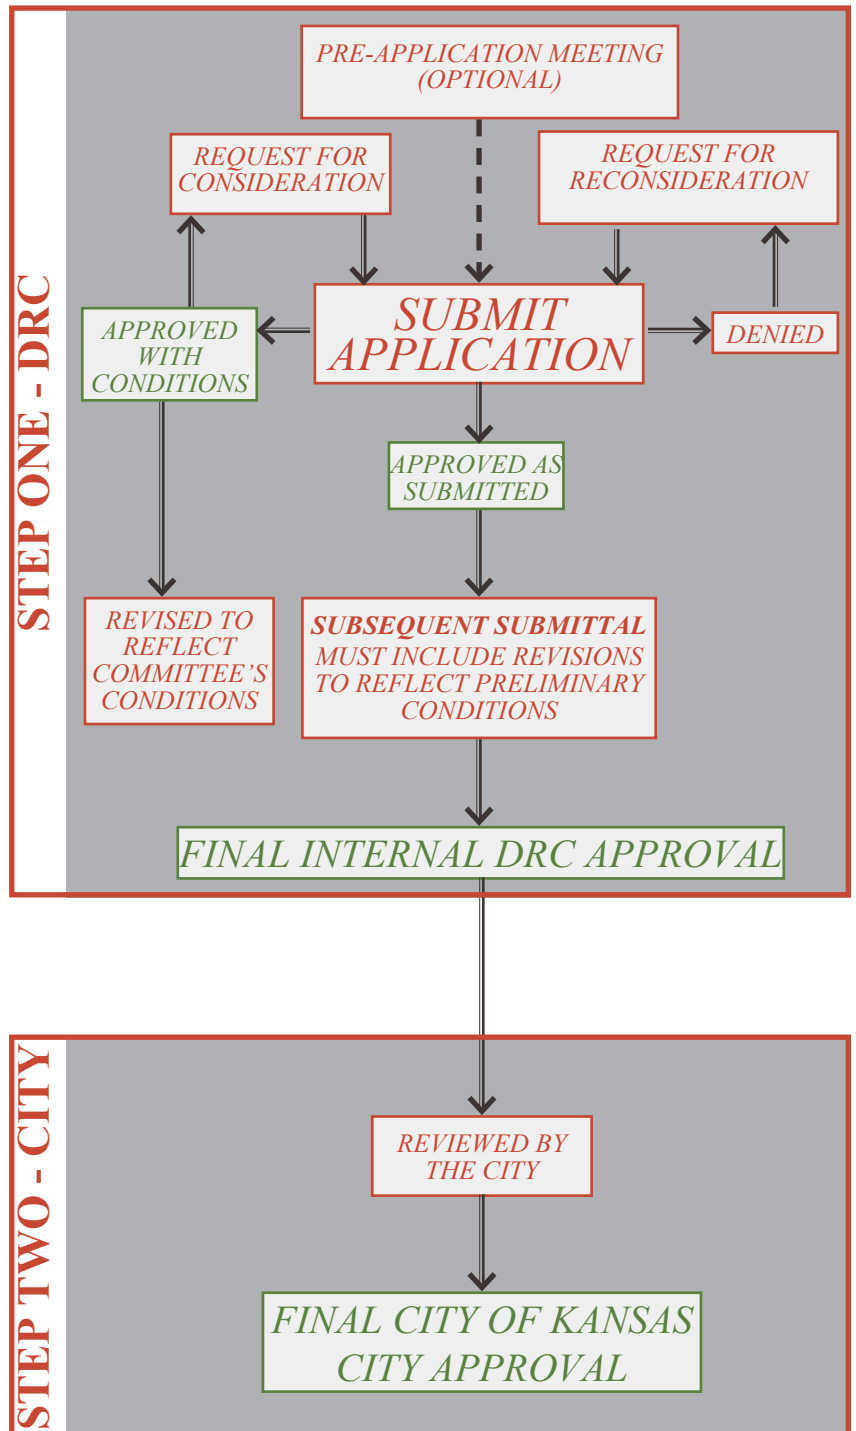 STEP ONE - DRC
PRE-APPLICATION MEETING
(OPTIONAL)
REQUEST FOR
CONSIDERATION
REQUEST FOR
RECONSIDERATION
APPROVED
WITH
CONDITIONS
SUBMIT
APPLICATION
DENIED
APPROVED AS
SUBMITTED
REVISED TO
REFLECT
COMMITTEE’S
CONDITIONS
SUBSEQUENT SUBMITTAL
MUST INCLUDE REVISIONS
TO REFLECT PRELIMINARY
CONDITIONS
FINAL INTERNAL DRC APPROVAL
STEP TWO - CITY
REVIEWED BY
THE CITY
FINAL CITY OF KANSAS
CITY APPROVAL